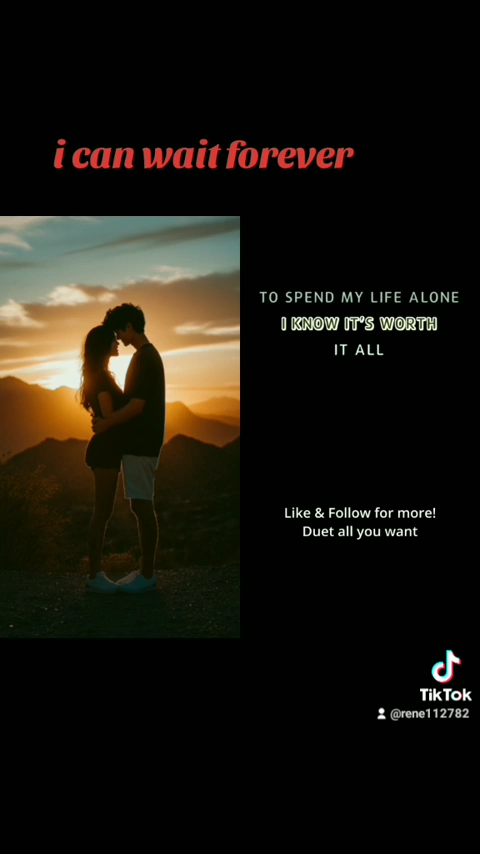 i can wait forever
TO SPEND MY LIFE ALONE
I KNOW IT'S WORTH
IT ALL
Like & Follow for more!
Duet all you want
TikTok
@rene112782